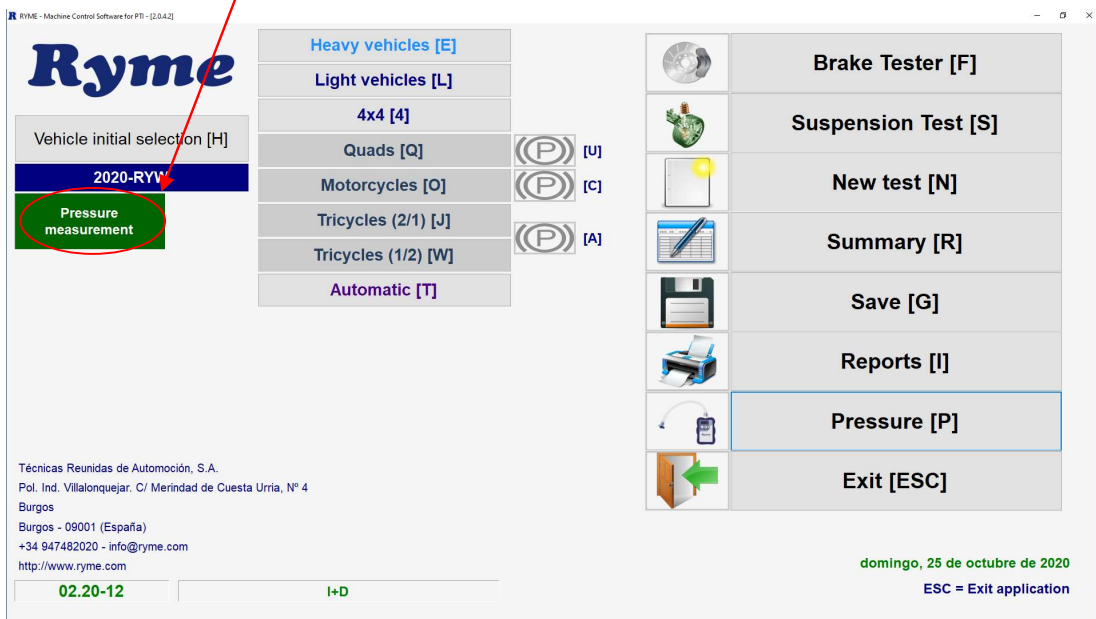 RYME - Machine Control Software for PTI - [2.0.4.2]
Ryme
Vehicle initial selection [H]
2020-RYW
Pressure
measurement
Heavy vehicles [E]
Light vehicles [L]
4x4 [4]
Quads [Q]
(P) [U]
Motorcycles [O]
(P) [C]
Tricycles (2/1) [J]
(P) [A]
Tricycles (1/2) [W]
Automatic [T]
Brake Tester [F]
Suspension Test [S]
New test [N]
Summary [R]
Save [G]
Reports [I]
Pressure [P]
Exit [ESC]
Técnicas Reunidas de Automoción, S.A.
Pol. Ind. Villalonquejar. C/ Merindad de Cuesta Urria, Nº 4
Burgos
Burgos - 09001 (España)
+34 947482020 - info@ryme.com
http://www.ryme.com
02.20-12
I+D
domingo, 25 de octubre de 2020
ESC = Exit application